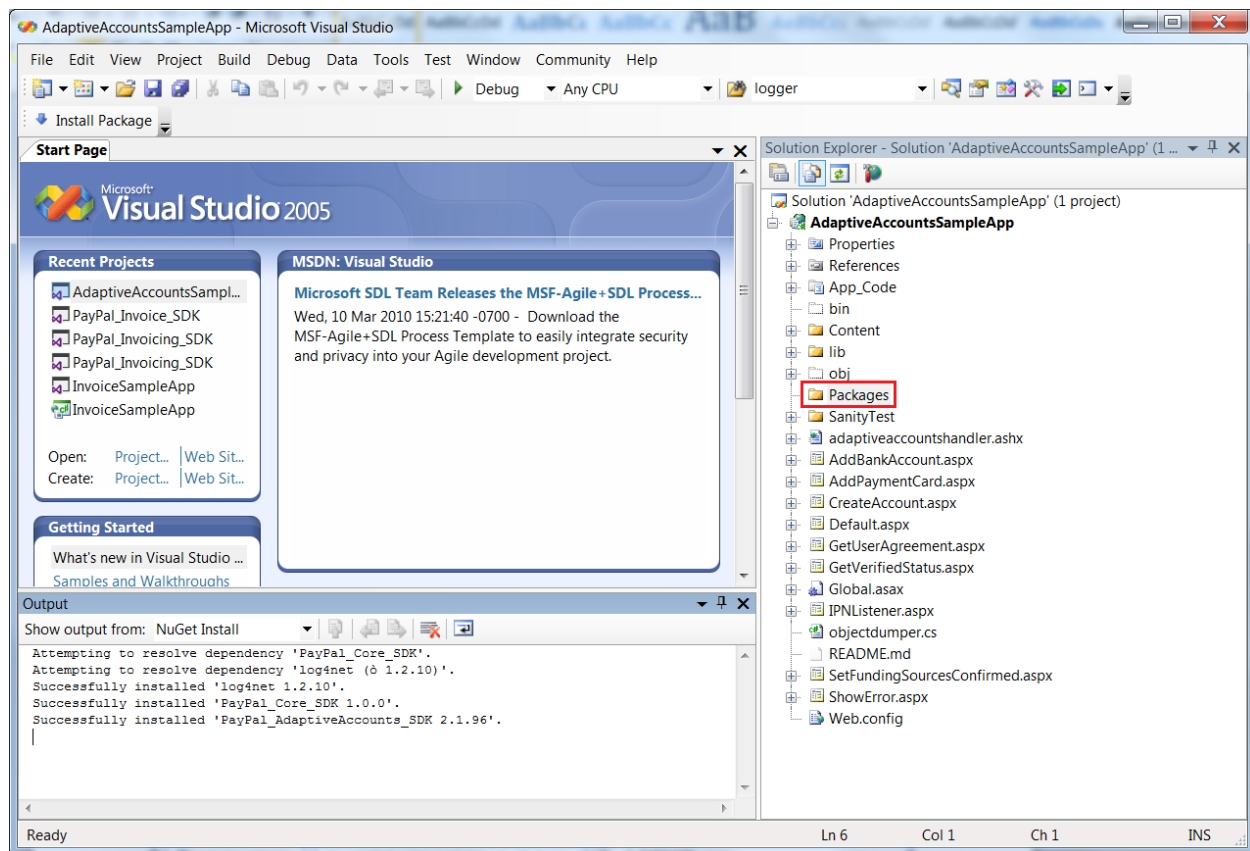 AdaptiveAccountsSampleApp - Microsoft Visual Studio
File Edit View Project Build Debug Data Tools Test Window Community Help
Debug Any CPU logger
Install Package
Start Page
Microsoft
Visual Studio 2005
Recent Projects
AdaptiveAccountsSampl...
PayPal_Invoice_SDK
PayPal_Invoicing_SDK
PayPal_Invoicing_SDK
InvoiceSampleApp
InvoiceSampleApp
Open: Project... Web Sit...
Create: Project... Web Sit...
Getting Started
What's new in Visual Studio ...
Samples and Walkthroughs
MSDN: Visual Studio
Microsoft SDL Team Releases the MSF-Agile+SDL Process...
Wed, 10 Mar 2010 15:21:40 -0700 - Download the
MSF-Agile+SDL Process Template to easily integrate security
and privacy into your Agile development project.
Output
Show output from: NuGet Install
Attempting to resolve dependency 'PayPal_Core_SDK'.
Attempting to resolve dependency 'log4net (ò 1.2.10)'.
Successfully installed 'log4net 1.2.10'.
Successfully installed 'PayPal_Core_SDK 1.0.0'.
Successfully installed 'PayPal_AdaptiveAccounts_SDK 2.1.96'.
Solution Explorer - Solution 'AdaptiveAccountsSampleApp' (1 ...
Solution 'AdaptiveAccountsSampleApp' (1 project)
AdaptiveAccountsSampleApp
Properties
References
App_Code
bin
Content
lib
obj
Packages
SanityTest
adaptiveaccountshandler.ashx
AddBankAccount.aspx
AddPaymentCard.aspx
CreateAccount.aspx
Default.aspx
GetUserAgreement.aspx
GetVerifiedStatus.aspx
Global.asax
IPNListener.aspx
objectdumper.cs
README.md
SetFundingSourcesConfirmed.aspx
ShowError.aspx
Web.config
Ready Ln 6 Col 1 Ch 1 INS